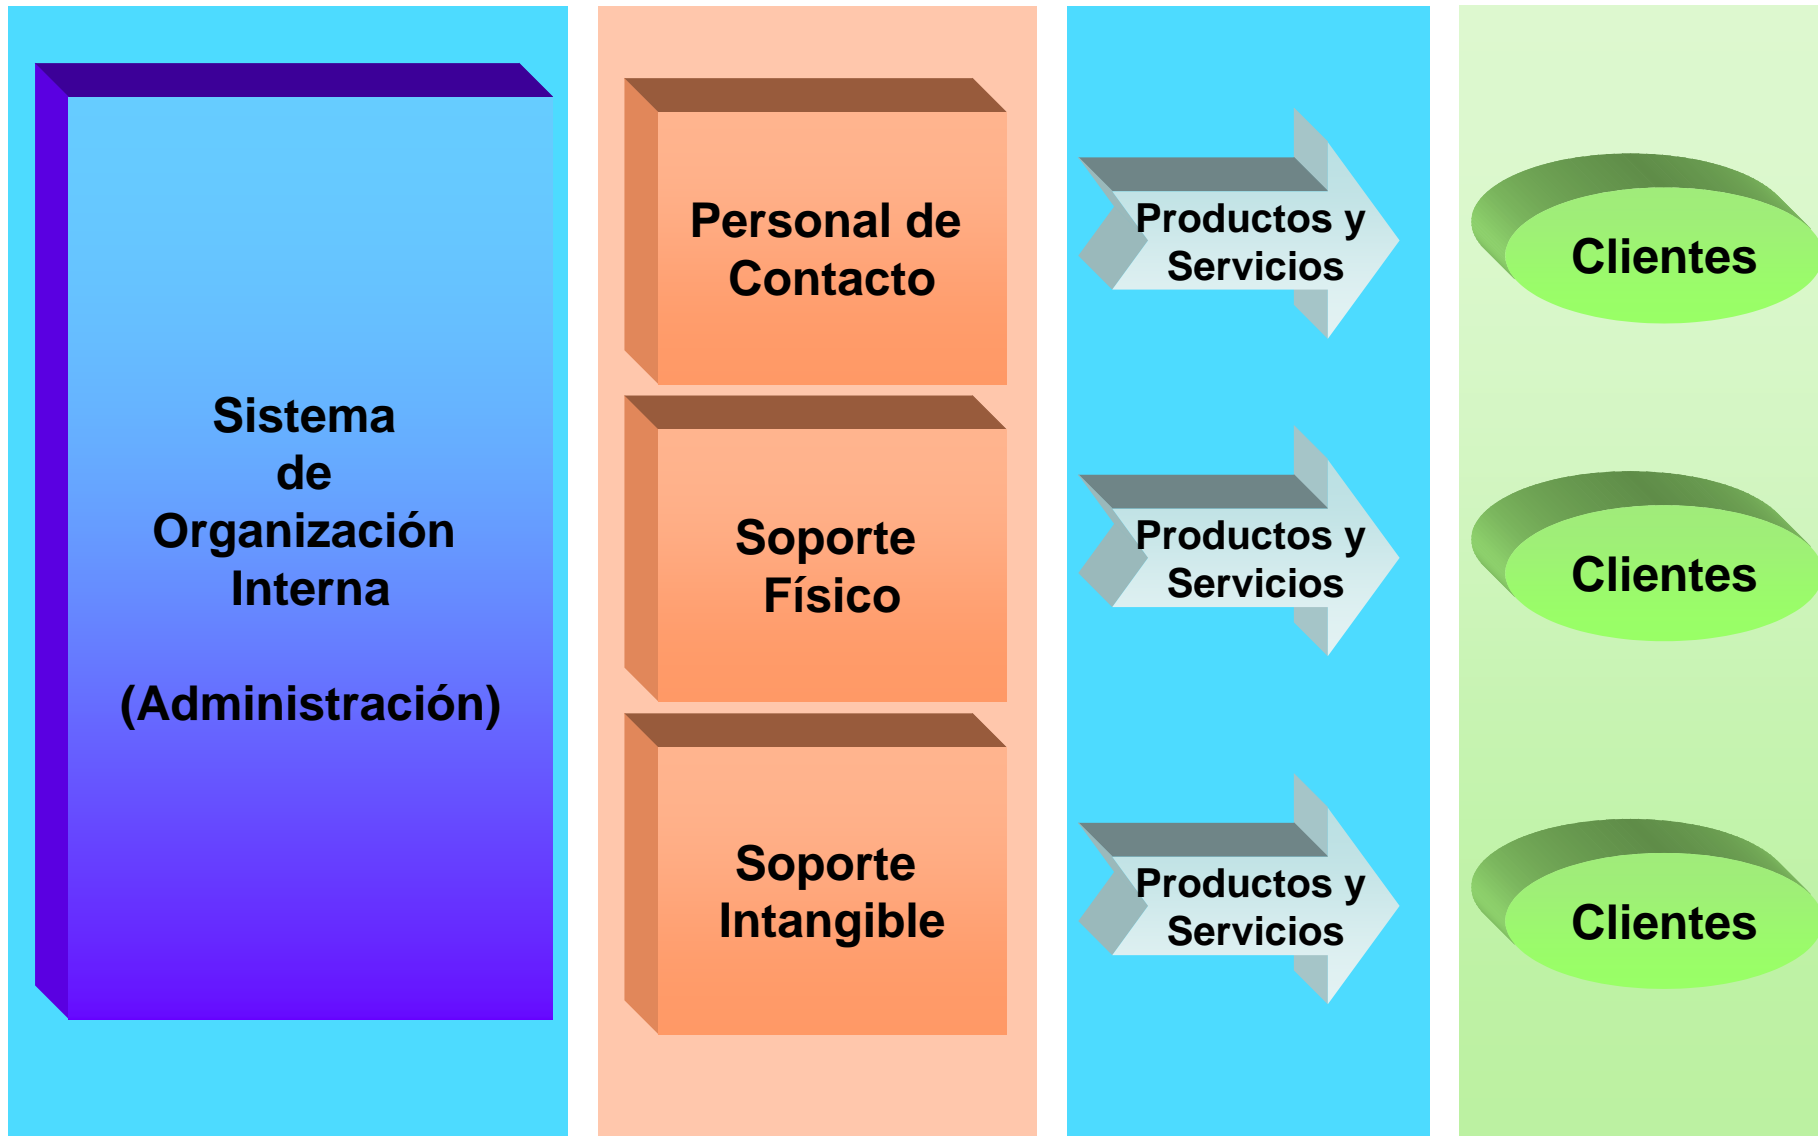 Sistema
de
Organización
Interna
(Administración)
Personal de
Contacto
Soporte
Físico
Soporte
Intangible
Productos y
Servicios
Productos y
Servicios
Productos y
Servicios
Clientes
Clientes
Clientes